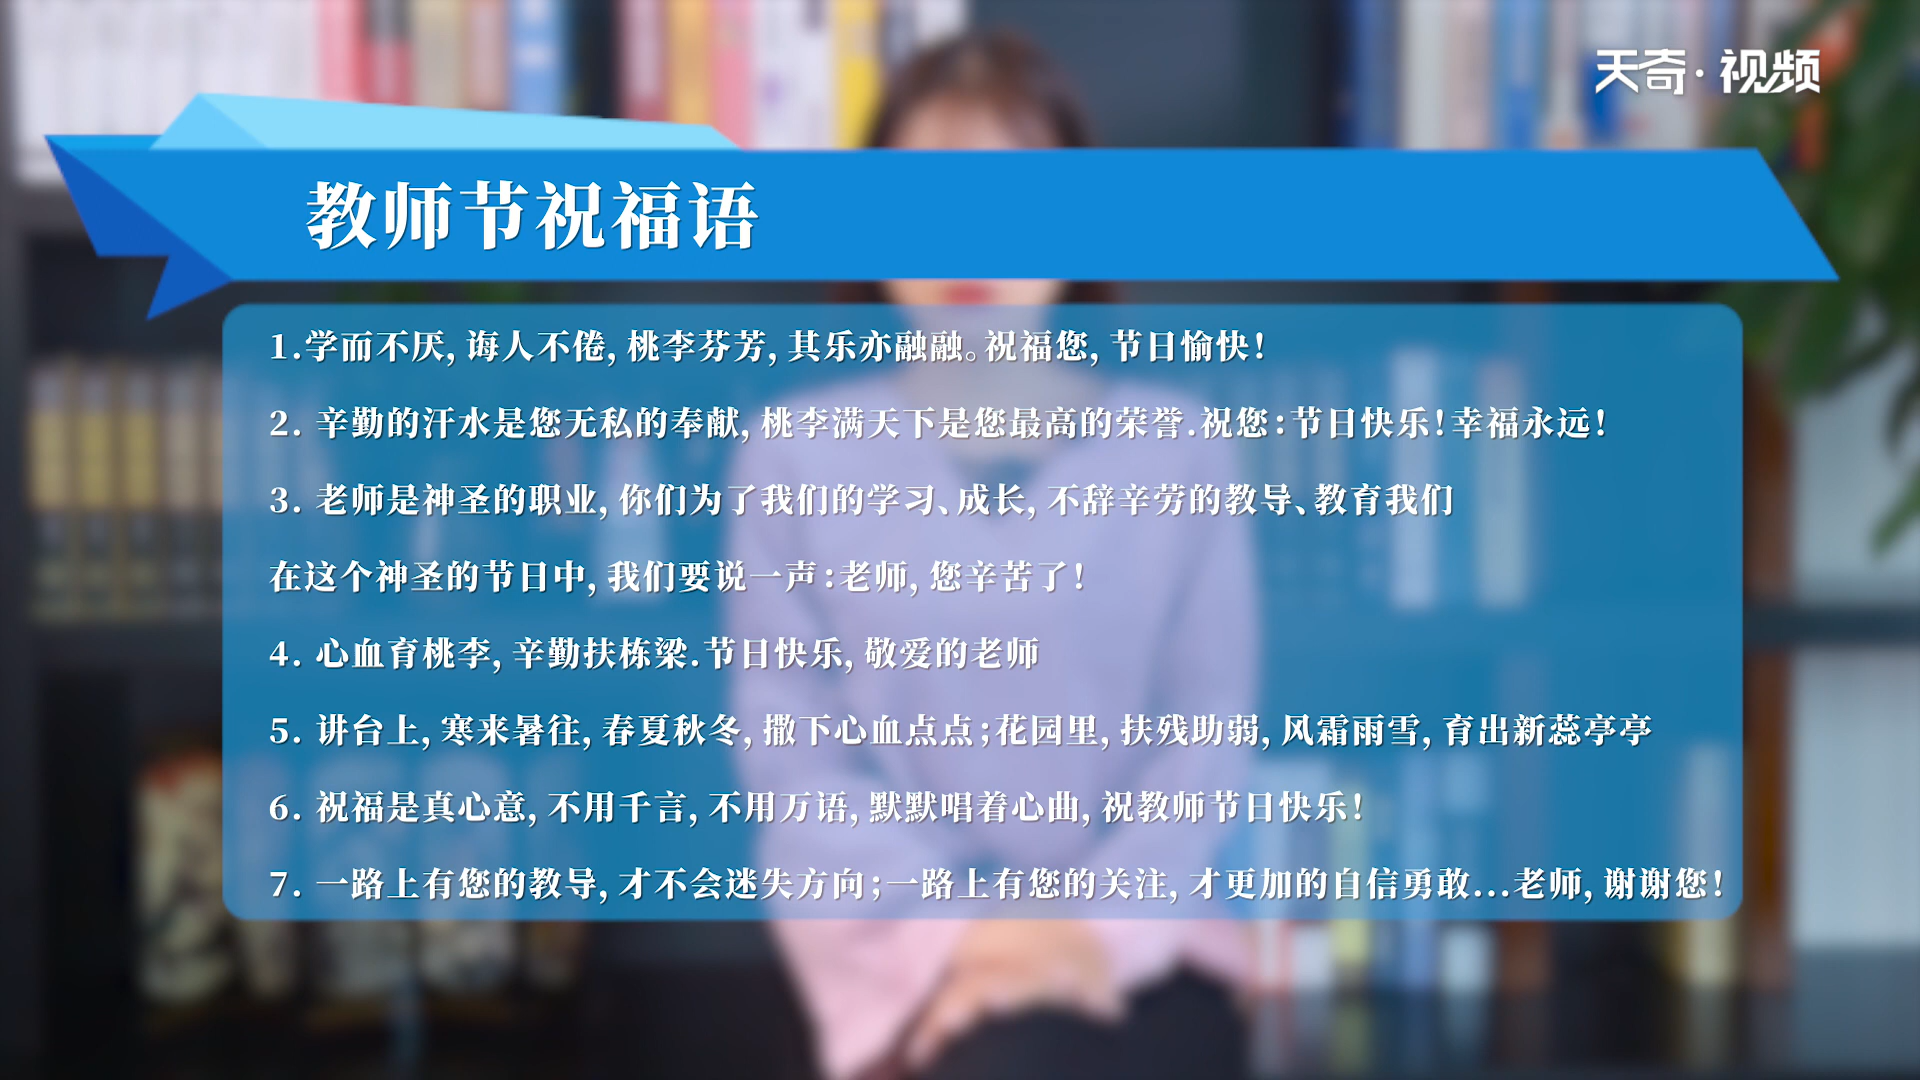 天奇·视频
教师节祝福语
1.学而不厌,诲人不倦,桃李芬芳,其乐亦融融。祝福您,节日愉快!
2. 辛勤的汗水是您无私的奉献,桃李满天下是您最高的荣誉.祝您:节日快乐!幸福永远!
3. 老师是神圣的职业,你们为了我们的学习、成长,不辞辛劳的教导、教育我们
在这个神圣的节日中,我们要说一声:老师,您辛苦了!
4. 心血育桃李,辛勤扶栋梁.节日快乐,敬爱的老师
5. 讲台上,寒来暑往,春夏秋冬,撒下心血点点;花园里,扶残助弱,风霜雨雪,育出新蕊亭亭
6. 祝福是真心意,不用千言,不用万语,默默唱着心曲,祝教师节日快乐!
7. 一路上有您的教导,才不会迷失方向;一路上有您的关注,才更加的自信勇敢...老师,谢谢您!